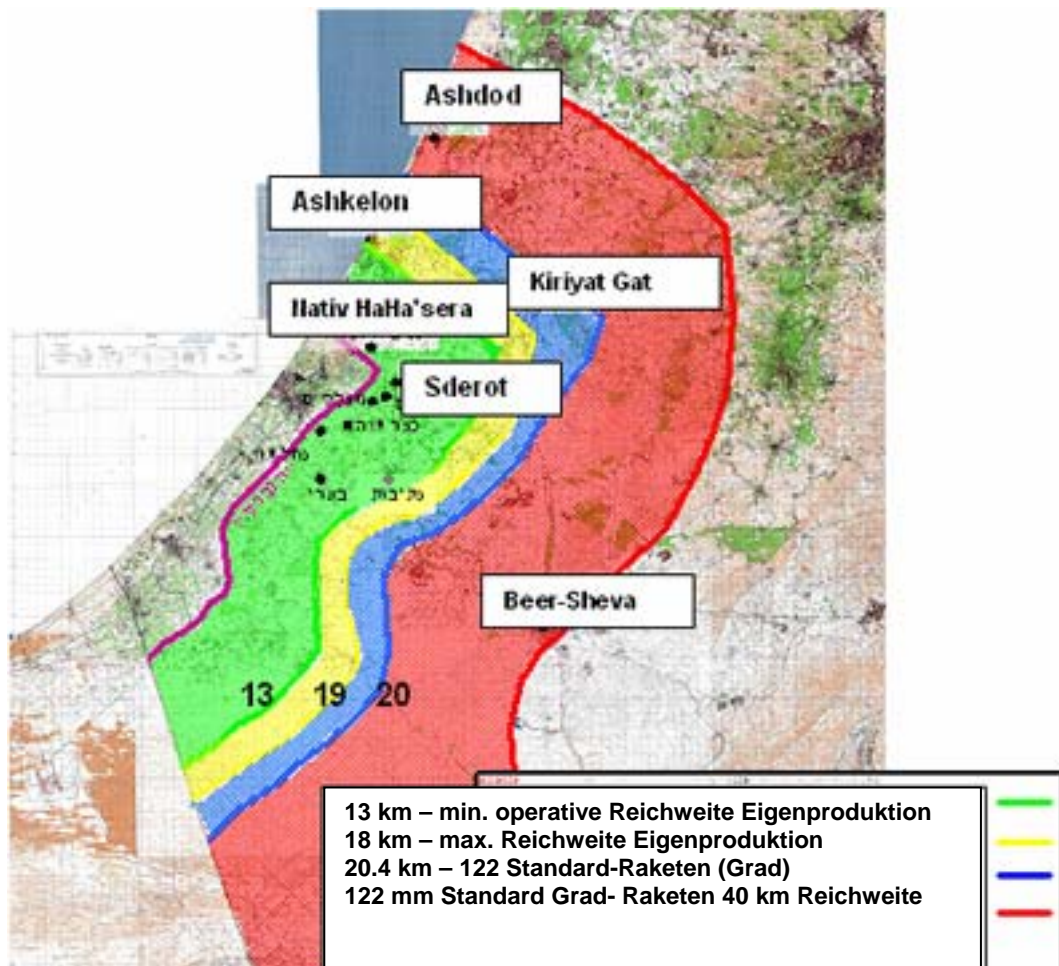 Ashdod
Ashkelon
Kiriyat Gat
Nativ HaHa'sera
Sderot
נתיבות
Beer-Sheva
13 19 20
13 km – min. operative Reichweite Eigenproduktion
18 km – max. Reichweite Eigenproduktion
20.4 km – 122 Standard-Raketen (Grad)
122 mm Standard Grad- Raketen 40 km Reichweite